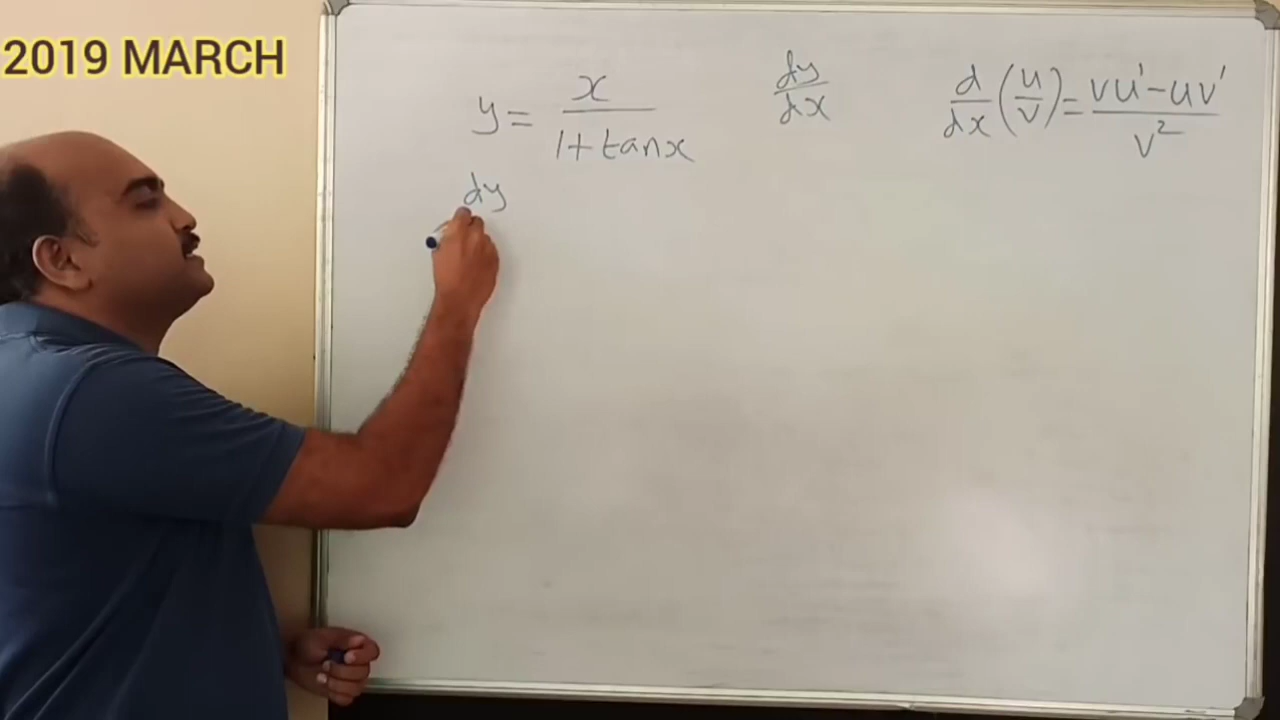 2019 MARCH
y = x / (1 + tanx)
dy/dx
d/dx (u/v) = (vu' - uv') / v²
dy